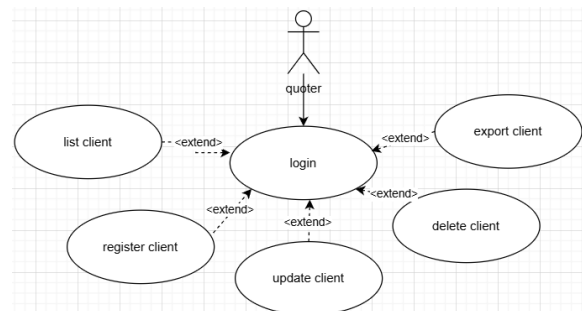 quoter
list client
<extend>
login
<extend>
export client
<extend>
register client
<extend>
update client
<extend>
delete client